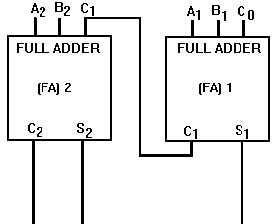 A2 B2 C1 A1 B1 C0
FULL ADDER FULL ADDER
(FA) 2 (FA) 1
C2 S2 C1 S1